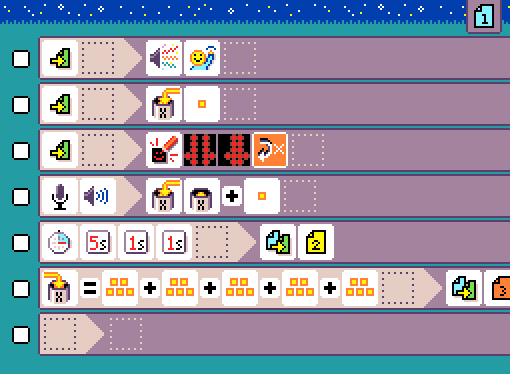 1
X
X X +
5s 1s 1s 2
X = + + + + 3